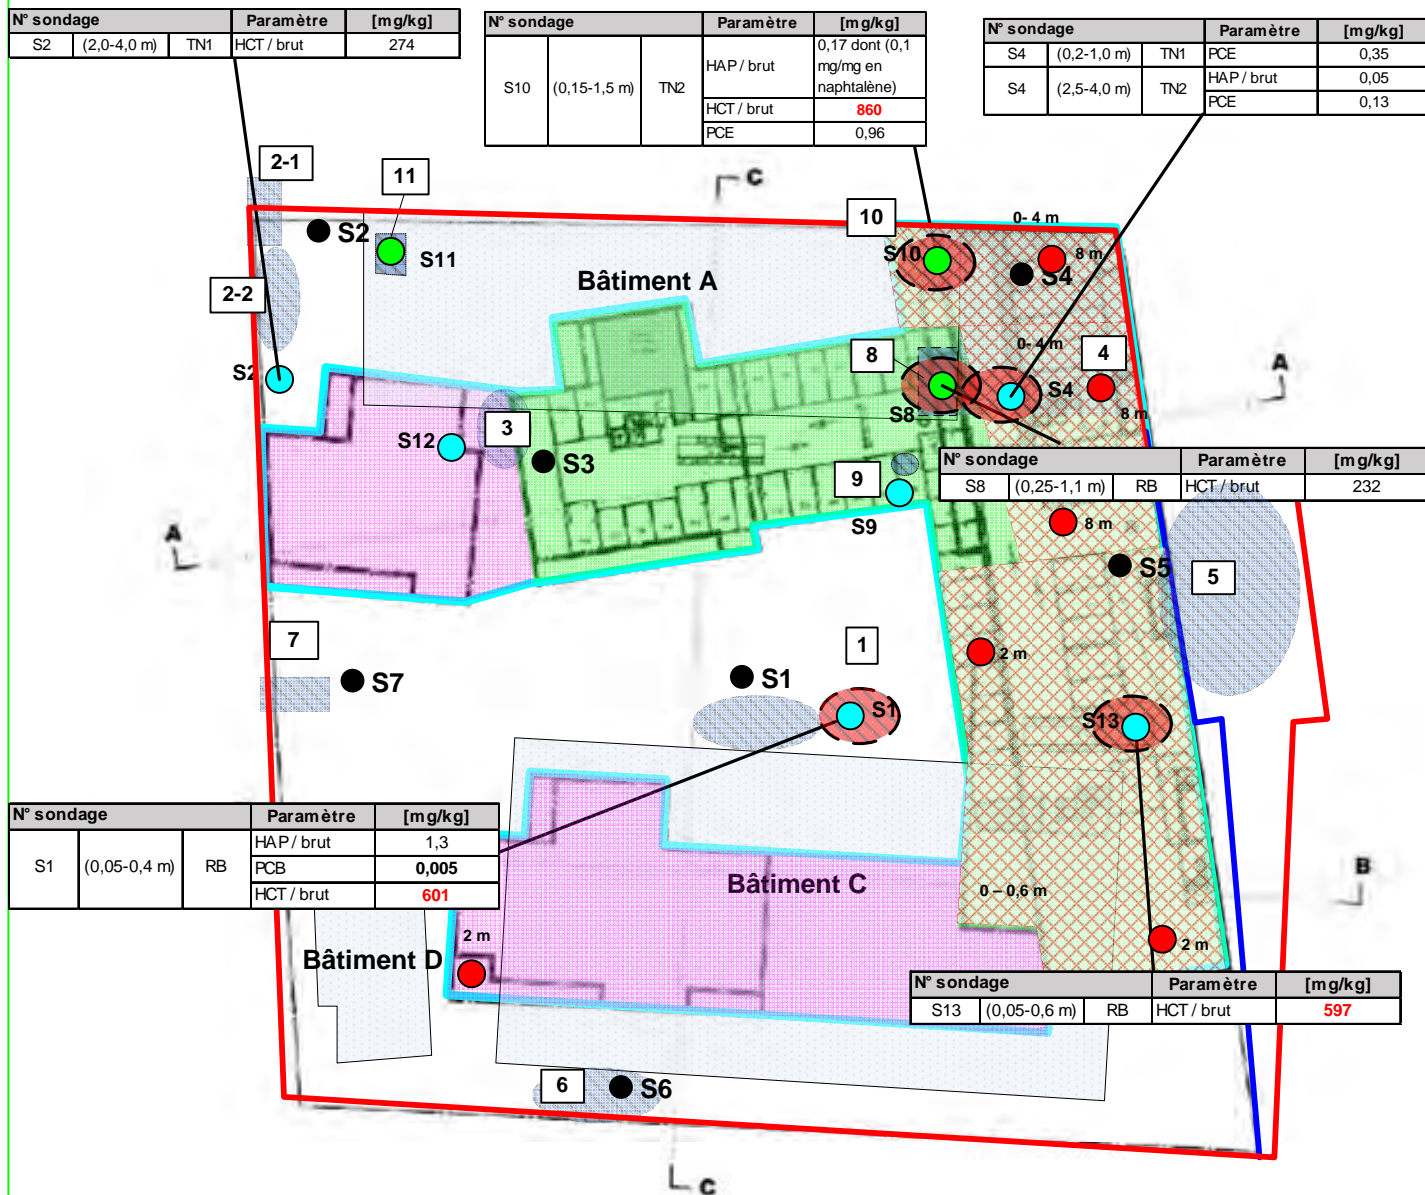 N° sondage Paramètre [mg/kg]
S2 (2,0-4,0 m) TN1 HCT / brut 274
N° sondage Paramètre [mg/kg]
S10 (0,15-1,5 m) TN2 HAP / brut 0,17 dont (0,1 mg/mg en naphtalène)
HCT / brut 860
PCE 0,96
N° sondage Paramètre [mg/kg]
S4 (0,2-1,0 m) TN1 PCE 0,35
S4 (2,5-4,0 m) TN2 HAP / brut 0,05
PCE 0,13
2-1
11
C
10
0- 4 m
S2
S11
S10
8 m
S4
Bâtiment A
2-2
0- 4 m
8
4
A
S2
S8
S4
8 m
3
S12
S3
9
S9
N° sondage Paramètre [mg/kg]
S8 (0,25-1,1 m) RB HCT / brut 232
A
8 m
S5
5
7
1
2 m
S7
S1
S1
S13
N° sondage Paramètre [mg/kg]
S1 (0,05-0,4 m) RB HAP / brut 1,3
PCB 0,005
HCT / brut 601
Bâtiment C
0 – 0,6 m
B
2 m
Bâtiment D
2 m
N° sondage Paramètre [mg/kg]
S13 (0,05-0,6 m) RB HCT / brut 597
6
S6
C